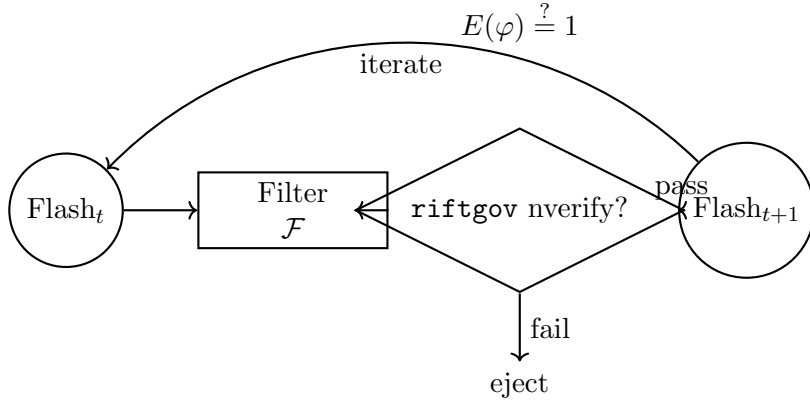 E(φ) ≟ 1
iterate
Flash_t
Filter
ℱ
riftgov nverify?
pass
Flash_{t+1}
fail
eject